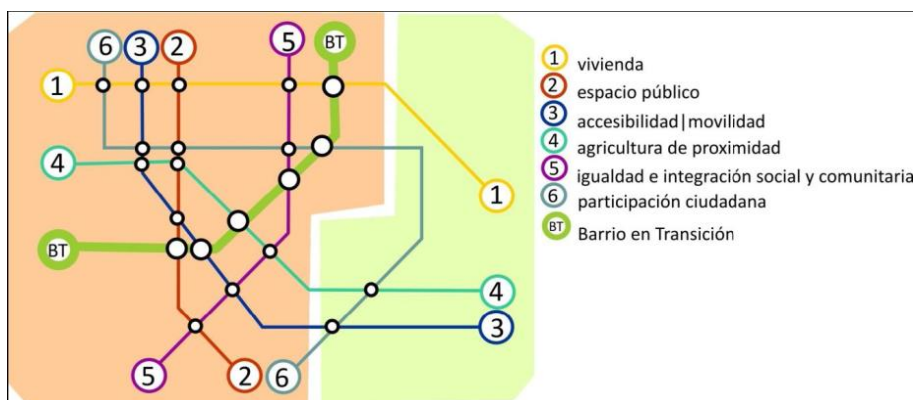 6 3 2 5 BT
1
4
BT
1
4
3
5 2 6
1 vivienda
2 espacio público
3 accesibilidad|movilidad
4 agricultura de proximidad
5 igualdad e integración social y comunitaria
6 participación ciudadana
BT Barrio en Transición